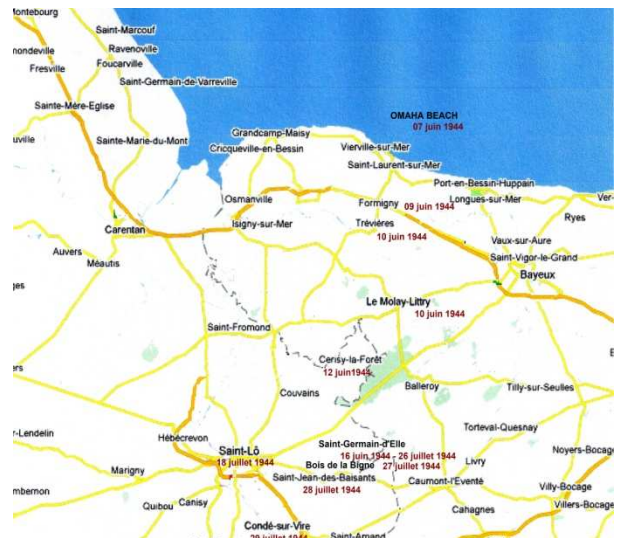 Montebourg
Saint-Marcouf
Ravenoville
Foucarville
Fresville
Saint-Germain-de-Varreville
Sainte-Mère-Eglise
OMAHA BEACH
07 juin 1944
Sainte-Marie-du-Mont
Grandcamp-Maisy
Cricqueville-en-Bessin
Vierville-sur-Mer
Saint-Laurent-sur-Mer
Port-en-Bessin-Huppain
Longues-sur-Mer
Ver-
Osmanville
Formigny
09 juin 1944
Ryes
Carentan
Isigny-sur-Mer
Trévières
10 juin 1944
Vaux-sur-Aure
Saint-Vigor-le-Grand
Auvers
Méautis
Bayeux
Le Molay-Littry
10 juin 1944
Saint-Fromond
Cerisy-la-Forêt
12 juin1944
Couvains
Balleroy
Tilly-sur-Seulles
Torteval-Quesnay
r-Lendelin
Hébécrevon
Saint-Lô
18 juillet 1944
Saint-Germain-d'Elle
16 juin 1944 - 26 juillet 1944
Noyers-Bocage
Marigny
Bois de la Bigne
27 juillet 1944
Livry
Saint-Jean-des-Baisants
28 juillet 1944
Caumont-l'Éventé
Villy-Bocage
Canisy
Quibou
Cahagnes
Villers-Bocage
Condé-sur-Vire
Saint-Amand